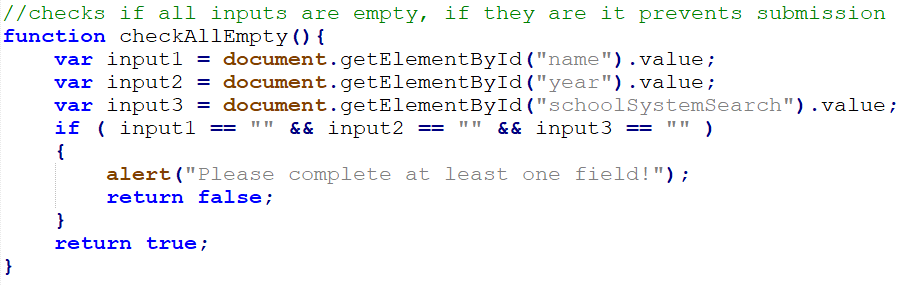 //checks if all inputs are empty, if they are it prevents submission
function checkAllEmpty(){
    var input1 = document.getElementById("name").value;
    var input2 = document.getElementById("year").value;
    var input3 = document.getElementById("schoolSystemSearch").value;
    if ( input1 == "" && input2 == "" && input3 == "" )
    {
        alert("Please complete at least one field!");
        return false;
    }
    return true;
}